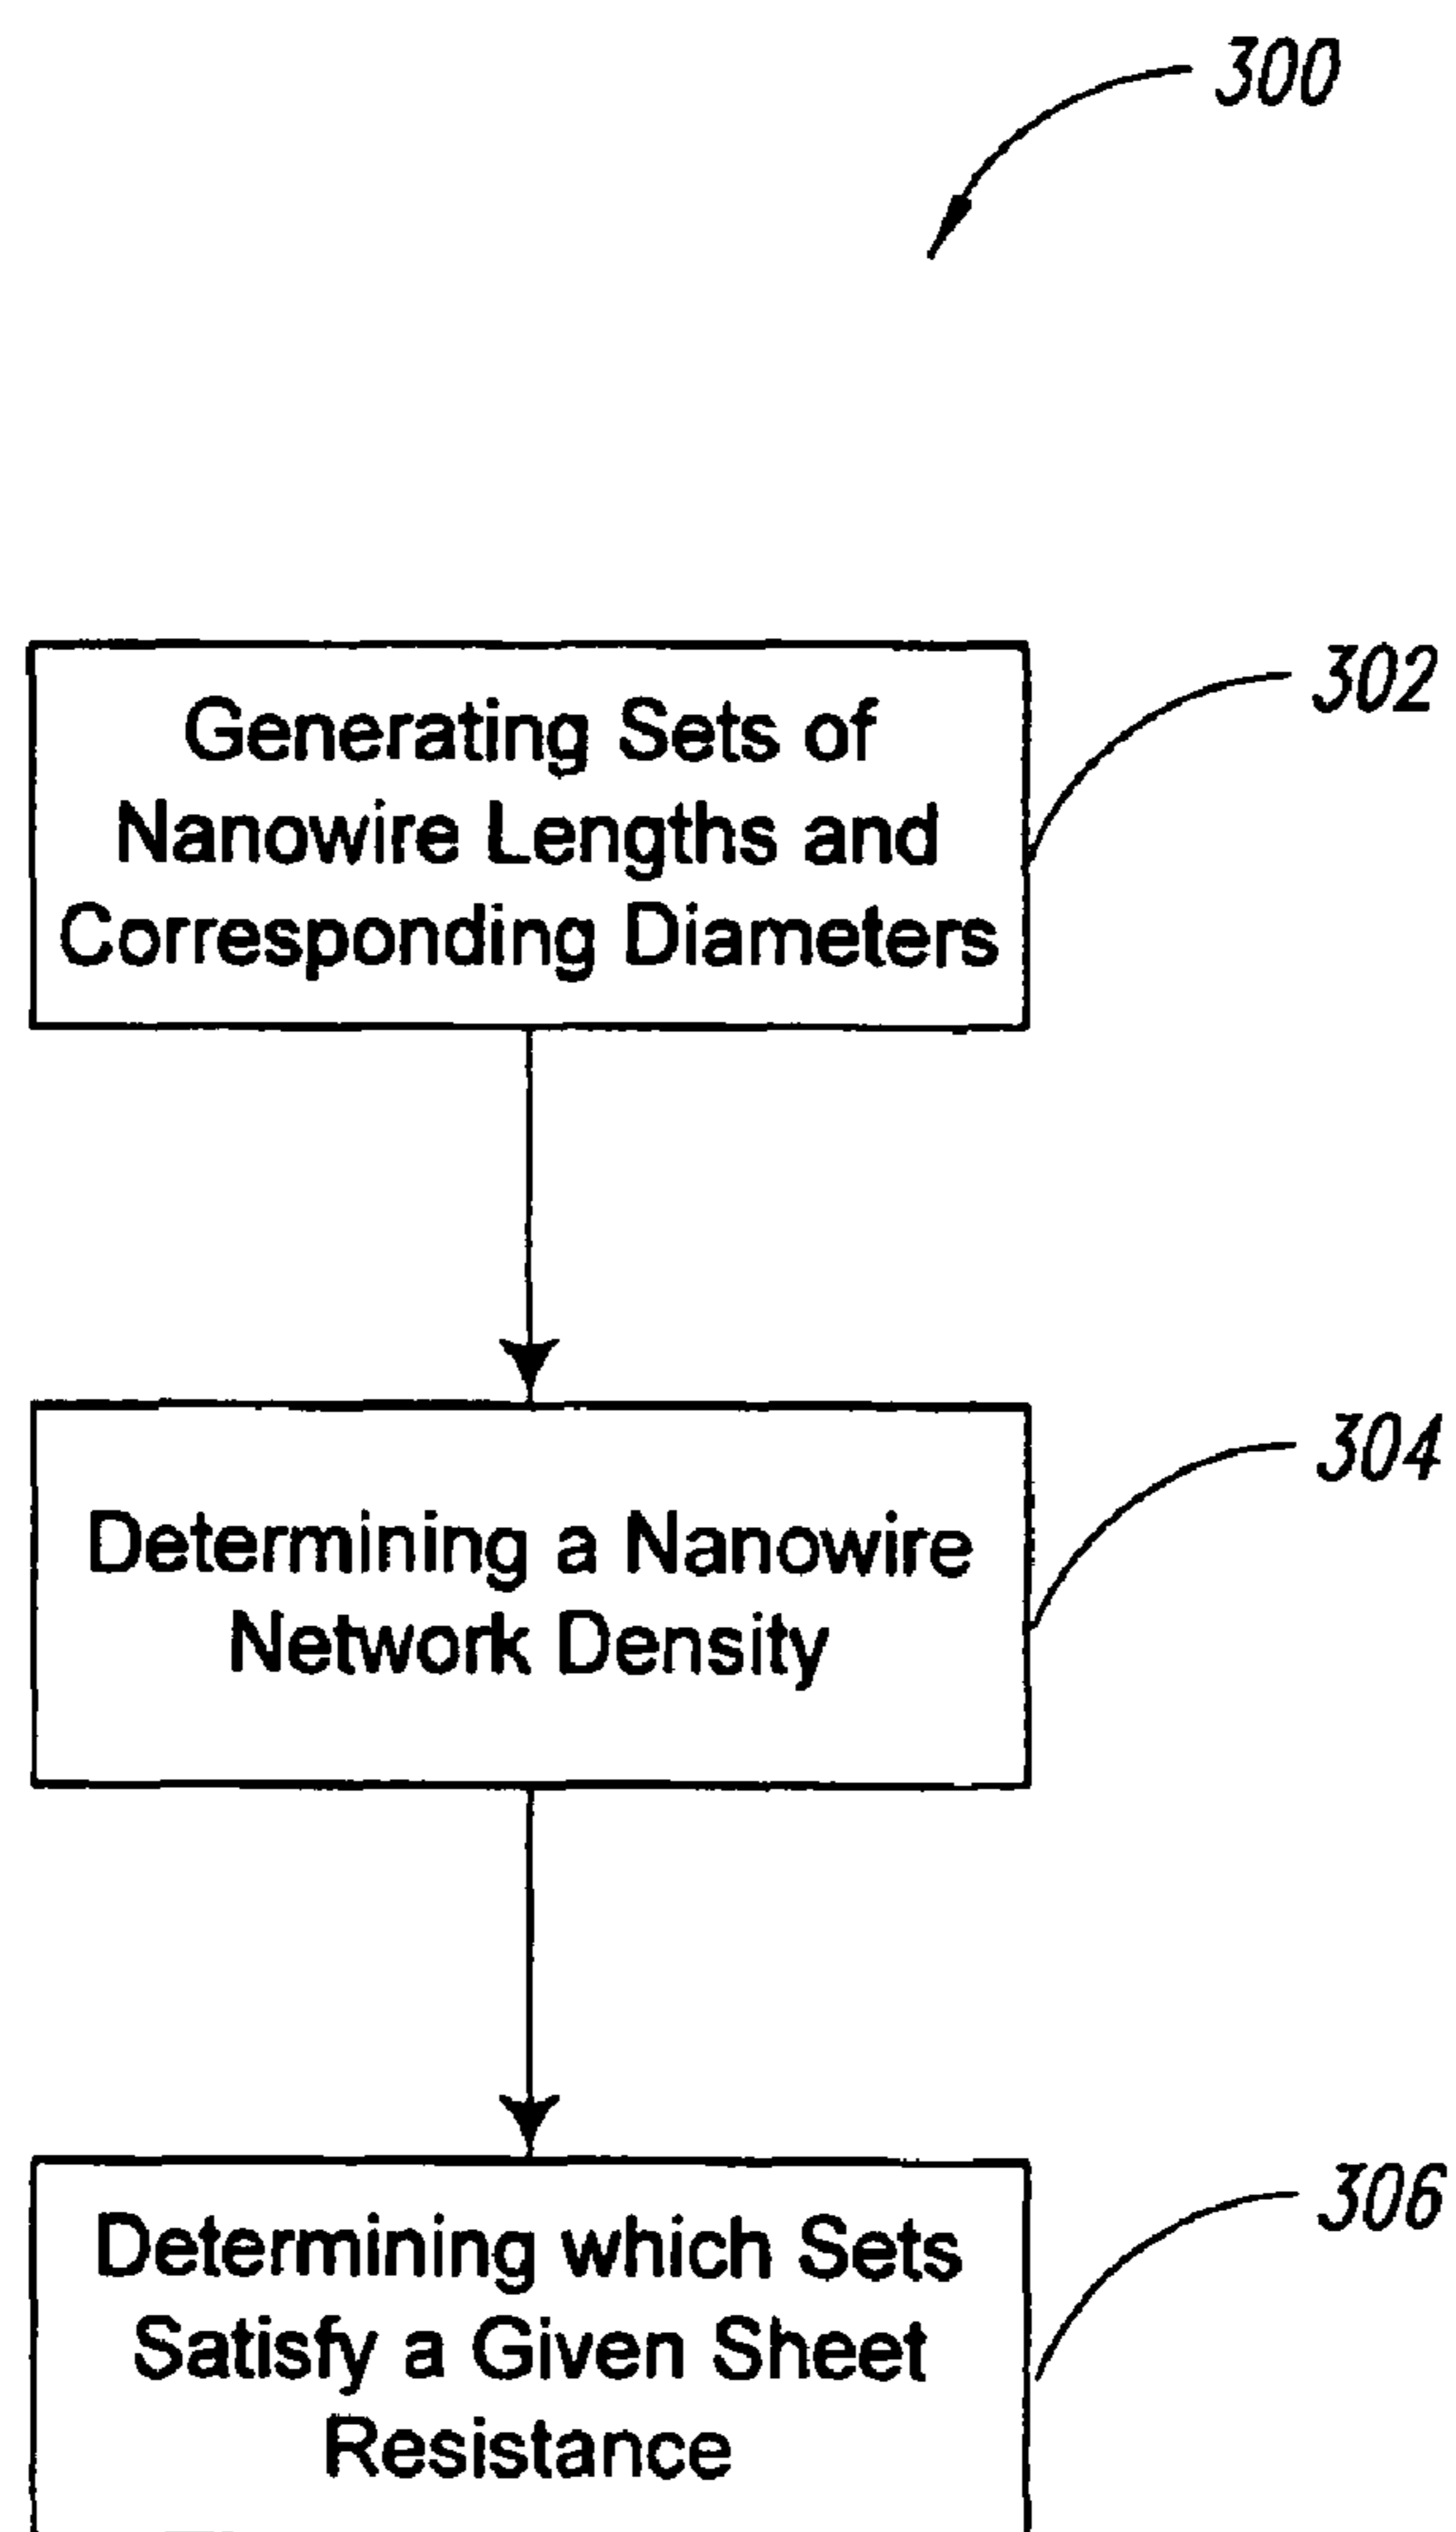 300
Generating Sets of
Nanowire Lengths and
Corresponding Diameters
302
Determining a Nanowire
Network Density
304
Determining which Sets
Satisfy a Given Sheet
Resistance
306